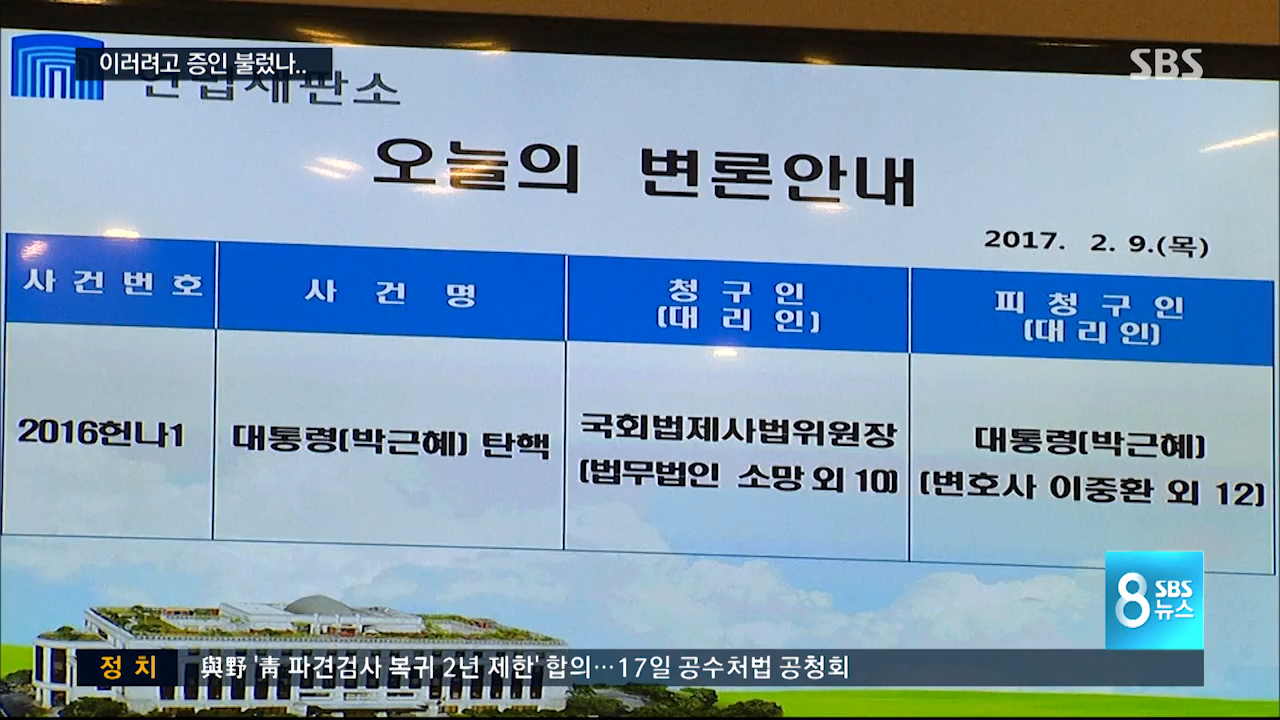 이러려고 증인 불렀나..
SBS
헌법재판소
오늘의 변론안내
2017. 2. 9.(목)
사건번호
사건명
청구인
(대리인)
피청구인
(대리인)
2016헌나1
대통령(박근혜) 탄핵
국회법제사법위원장
(법무법인 소망 외 10)
대통령(박근혜)
(변호사 이중환 외 12)
8 SBS
뉴스
정치 與野 '靑 파견검사 복귀 2년 제한' 합의…17일 공수처법 공청회